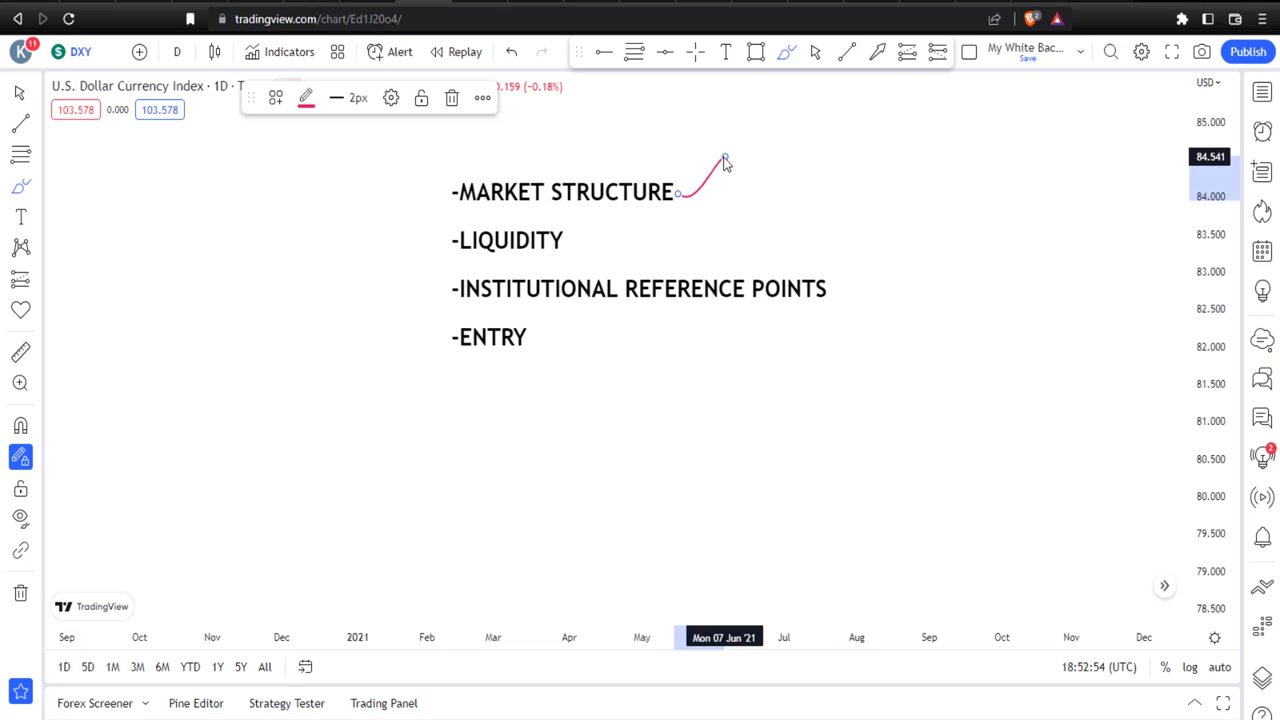 tradingview.com/chart/Ed1J20o4/
K 11 S DXY D Indicators Alert Replay My White Bac... Save Publish
U.S. Dollar Currency Index · 1D · T 2px 0.159 (−0.18%) USD
103.578 0.000 103.578
85.000
84.541
-MARKET STRUCTURE 84.000
-LIQUIDITY 83.500
83.000
-INSTITUTIONAL REFERENCE POINTS
82.500
-ENTRY 82.000
81.500
81.000
80.500
80.000
79.500
79.000
78.500
TradingView
Sep Oct Nov Dec 2021 Feb Mar Apr May Mon 07 Jun '21 Jul Aug Sep Oct Nov Dec
1D 5D 1M 3M 6M YTD 1Y 5Y All 18:52:54 (UTC) % log auto
Forex Screener Pine Editor Strategy Tester Trading Panel